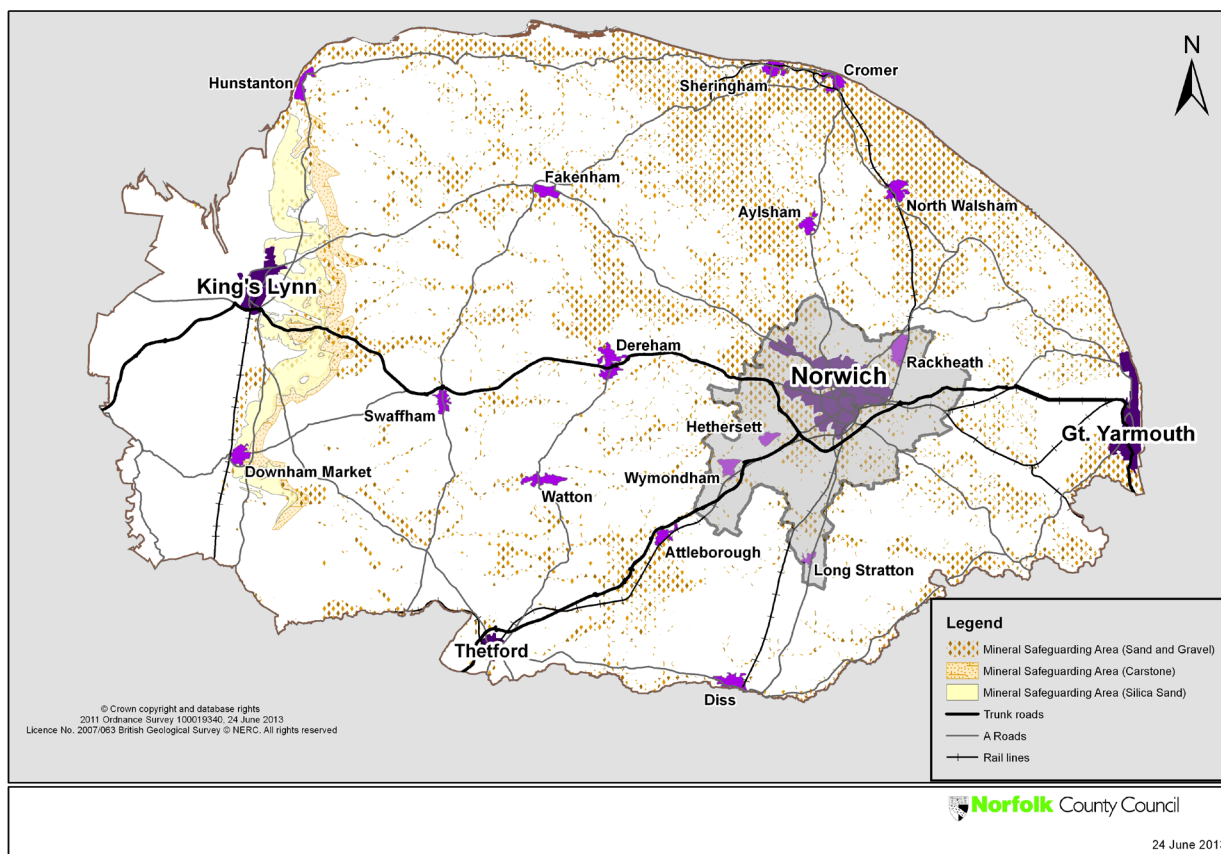 N
Hunstanton
Sheringham
Cromer
Fakenham
Aylsham
North Walsham
King's Lynn
Dereham
Rackheath
Norwich
Swaffham
Hethersett
Gt. Yarmouth
Downham Market
Wymondham
Watton
Attleborough
Long Stratton
Thetford
Diss
Legend
Mineral Safeguarding Area (Sand and Gravel)
Mineral Safeguarding Area (Carstone)
Mineral Safeguarding Area (Silica Sand)
Trunk roads
A Roads
Rail lines
© Crown copyright and database rights
2011 Ordnance Survey 100019340, 24 June 2013
Licence No. 2007/063 British Geological Survey © NERC. All rights reserved
Norfolk County Council
24 June 2013